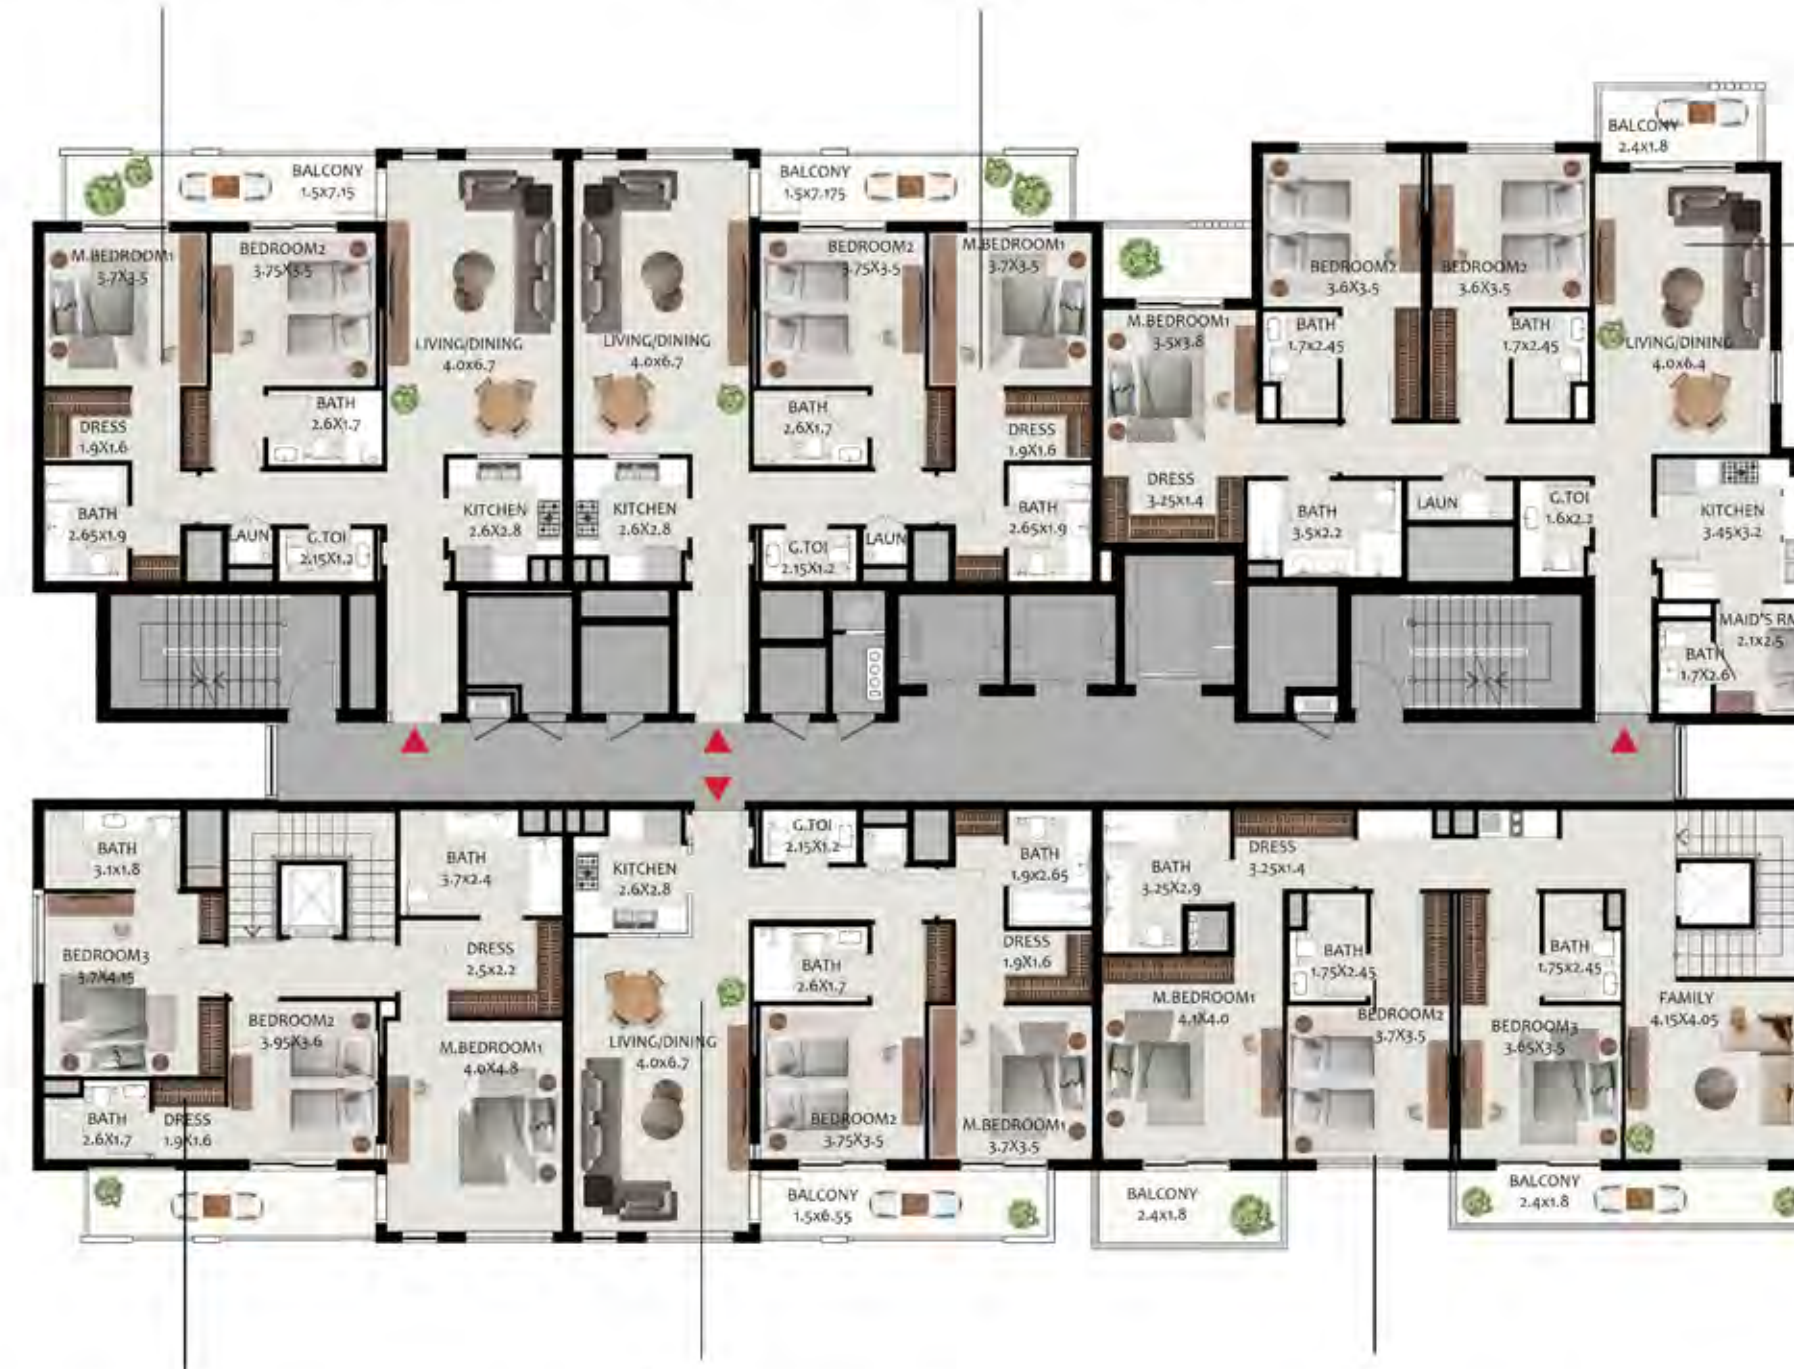 BALCONY
2.4x1.8
BALCONY
1.5x7.15
BALCONY
1.5x7.175
M.BEDROOM1
3.7X3.5
BEDROOM2
3.75X3.5
LIVING/DINING
4.0x6.7
LIVING/DINING
4.0x6.7
BEDROOM2
3.75X3.5
M.BEDROOM1
3.7X3.5
M.BEDROOM1
3.5x3.8
BEDROOM2
3.6X3.5
BEDROOM2
3.6X3.5
BATH
1.7x2.45
BATH
1.7x2.45
LIVING/DINING
4.0x6.4
DRESS
1.9X1.6
BATH
2.6X1.7
BATH
2.6X1.7
DRESS
1.9X1.6
DRESS
3.25x1.4
BATH
2.65x1.9
LAUN
G.TOI
2.15X1.2
KITCHEN
2.6X2.8
KITCHEN
2.6X2.8
G.TOI
2.15X1.2
LAUN
BATH
2.65x1.9
BATH
3.5x2.2
LAUN
G.TOI
KITCHEN
3.45x3.2
MAID'S RM
2.1x2.5
BATH
1.7x2.6
BATH
3.1x1.8
BATH
3.7x2.4
KITCHEN
2.6X2.8
G.TOI
2.15X1.2
BATH
1.9x2.65
BATH
3.25X2.9
DRESS
3.25x1.4
BEDROOM3
3.7X4.15
DRESS
2.5x2.2
BATH
2.6X1.7
DRESS
1.9X1.6
BATH
1.75X2.45
BATH
1.75x2.45
BEDROOM2
3.95X3.6
M.BEDROOM1
4.0X4.8
LIVING/DINING
4.0x6.7
M.BEDROOM1
4.1X4.0
BEDROOM2
3.7X3.5
BEDROOM3
3.65X3.5
FAMILY
4.15X4.05
BATH
2.6X1.7
DRESS
1.9X1.6
BEDROOM2
3.75X3.5
M.BEDROOM1
3.7X3.5
BALCONY
1.5x6.55
BALCONY
2.4x1.8
BALCONY
2.4x1.8